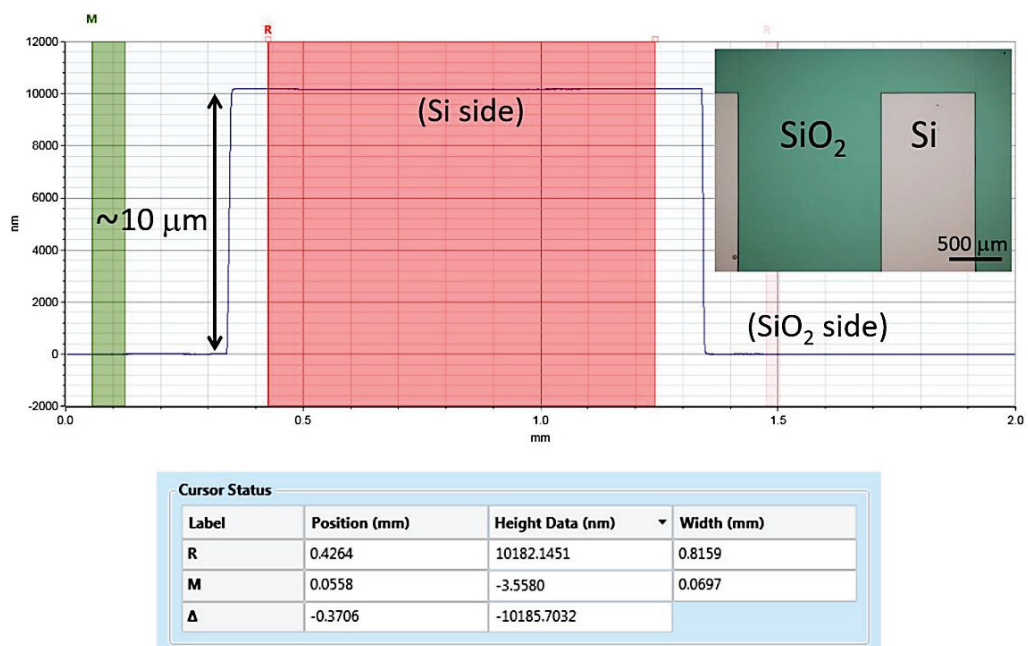 M
R
R
12000
10000
8000
6000
4000
2000
0
-2000
nm
~10 μm
(Si side)
SiO₂
Si
500 μm
(SiO₂ side)
0.0 0.5 1.0 1.5 2.0
mm
Cursor Status
Label Position (mm) Height Data (nm) Width (mm)
R 0.4264 10182.1451 0.8159
M 0.0558 -3.5580 0.0697
Δ -0.3706 -10185.7032